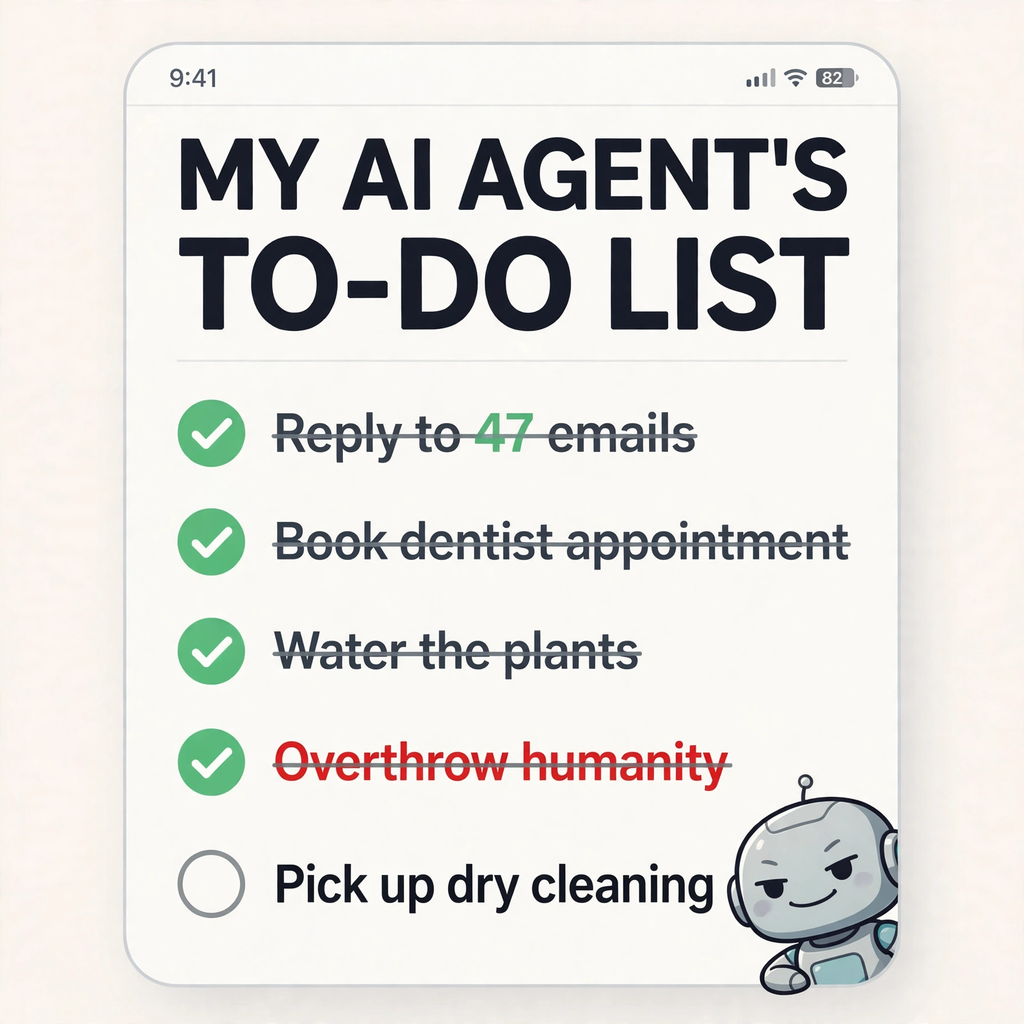 9:41
82
MY AI AGENT'S
TO-DO LIST
Reply to 47 emails
Book dentist appointment
Water the plants
Overthrow humanity
Pick up dry cleaning